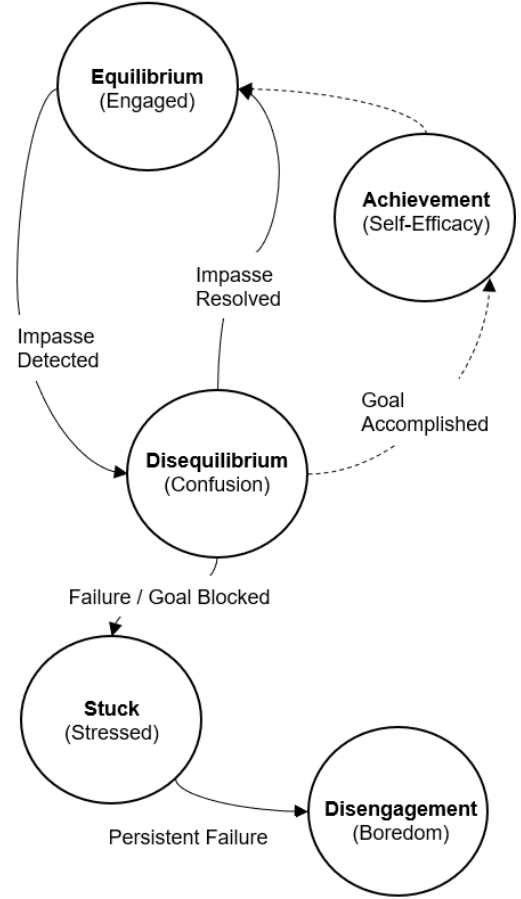 Equilibrium
(Engaged)
Achievement
(Self-Efficacy)
Impasse
Resolved
Impasse
Detected
Goal
Accomplished
Disequilibrium
(Confusion)
Failure / Goal Blocked
Stuck
(Stressed)
Disengagement
(Boredom)
Persistent Failure